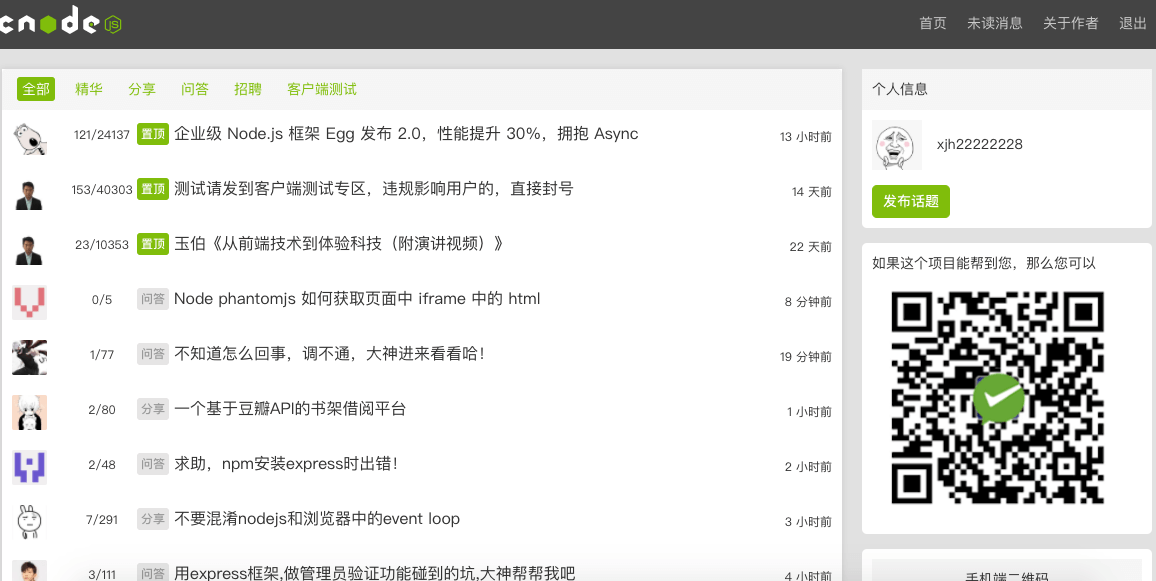 cnodeJS 首页 未读消息 关于作者 退出
全部 精华 分享 问答 招聘 客户端测试
121/24137 置顶 企业级 Node.js 框架 Egg 发布 2.0，性能提升 30%，拥抱 Async 13 小时前
153/40303 置顶 测试请发到客户端测试专区，违规影响用户的，直接封号 14 天前
23/10353 置顶 玉伯《从前端技术到体验科技（附演讲视频）》 22 天前
0/5 问答 Node phantomjs 如何获取页面中 iframe 中的 html 8 分钟前
1/77 问答 不知道怎么回事，调不通，大神进来看看哈！ 19 分钟前
2/80 分享 一个基于豆瓣API的书架借阅平台 1 小时前
2/48 问答 求助，npm安装express时出错！ 2 小时前
7/291 分享 不要混淆nodejs和浏览器中的event loop 3 小时前
3/111 问答 用express框架,做管理员验证功能碰到的坑,大神帮帮我吧 4 小时前
个人信息
xjh22222228
发布话题
如果这个项目能帮到您，那么您可以
手机端二维码